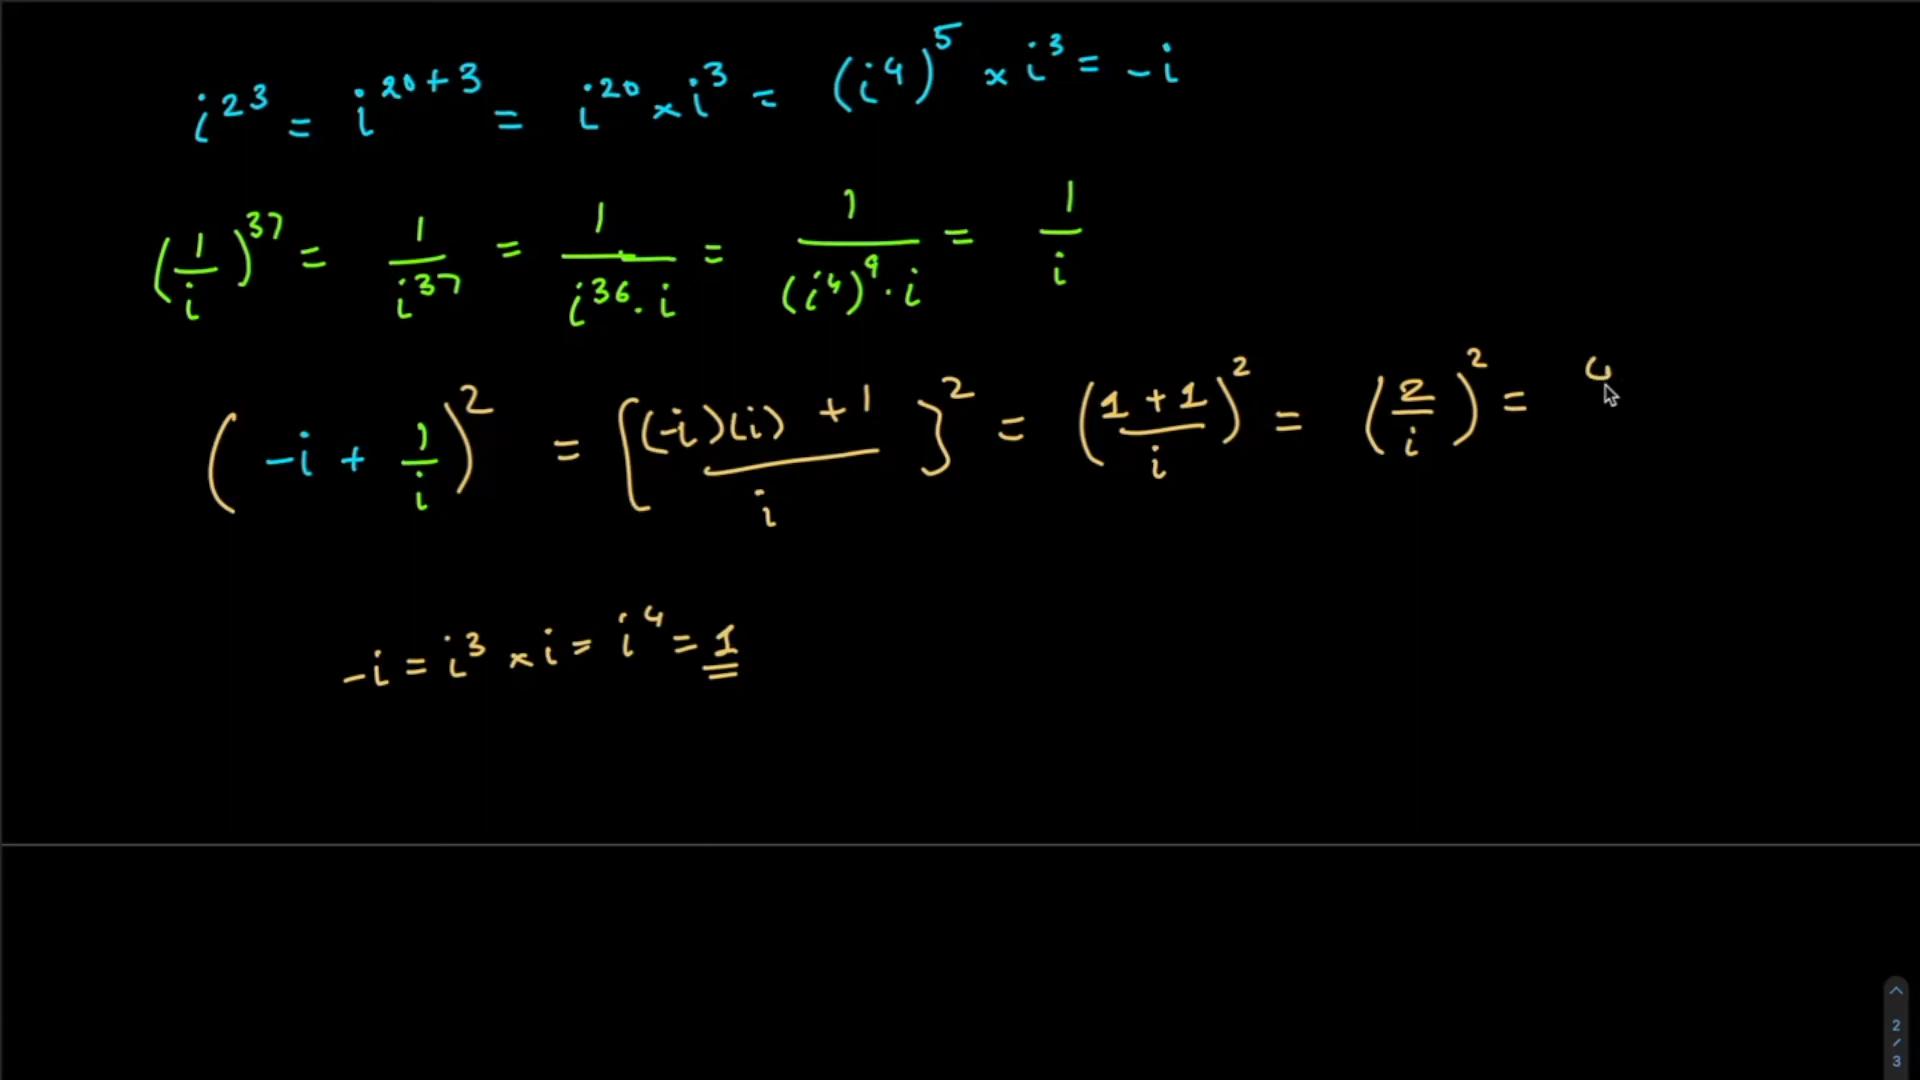 i^23 = i^20+3 = i^20 × i^3 = (i^4)^5 × i^3 = -i
(1/i)^37 = 1/i^37 = 1/(i^36 · i) = 1/((i^4)^9 · i) = 1/i
(-i + 1/i)^2 = [((-i)(i) + 1)/i]^2 = ((1 + 1)/i)^2 = (2/i)^2 =
-i = i^3 × i = i^4 = 1
2
/
3